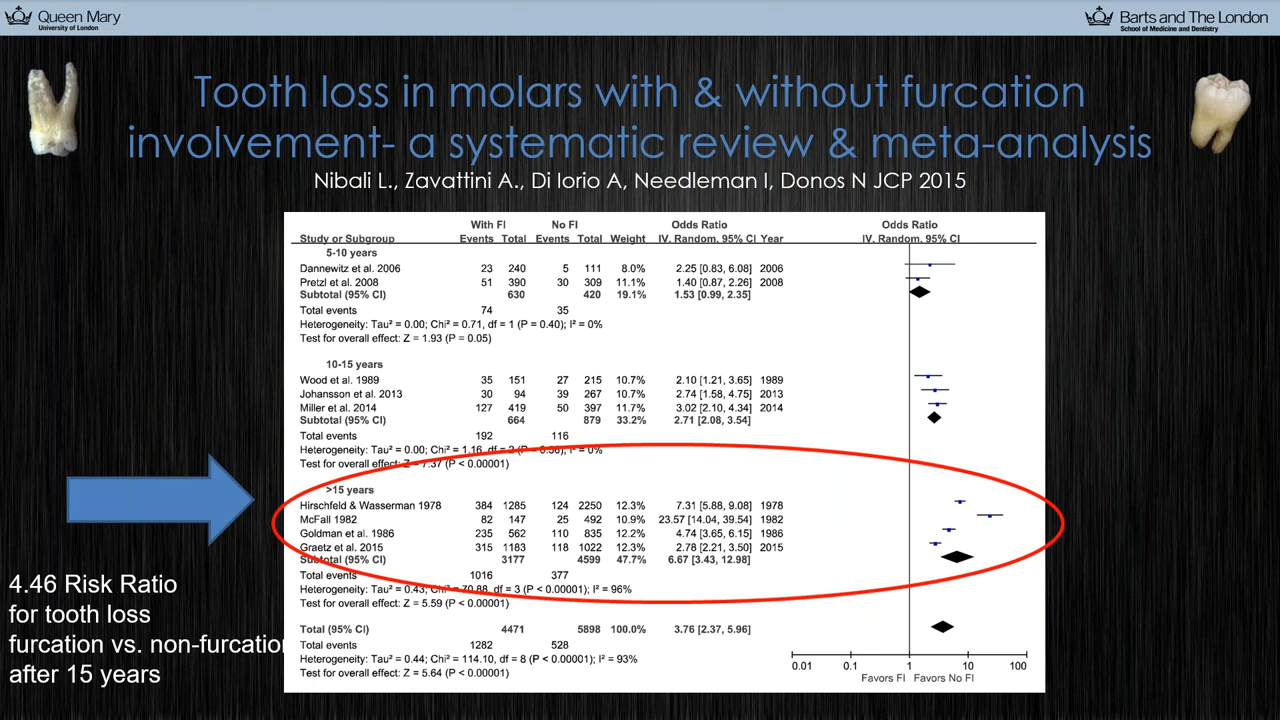 Queen Mary
University of London
Barts and The London
School of Medicine and Dentistry
Tooth loss in molars with & without furcation
involvement- a systematic review & meta-analysis
Nibali L., Zavattini A., Di Iorio A, Needleman I, Donos N JCP 2015
With FI No FI Odds Ratio Odds Ratio
Study or Subgroup Events Total Events Total Weight IV, Random, 95% CI Year IV, Random, 95% CI
5-10 years
Dannewitz et al. 2006 23 240 5 111 8.0% 2.25 [0.83, 6.08] 2006
Pretzl et al. 2008 51 390 30 309 11.1% 1.40 [0.87, 2.26] 2008
Subtotal (95% CI) 630 420 19.1% 1.53 [0.99, 2.35]
Total events 74 35
Heterogeneity: Tau² = 0.00; Chi² = 0.71, df = 1 (P = 0.40); I² = 0%
Test for overall effect: Z = 1.93 (P = 0.05)
10-15 years
Wood et al. 1989 35 151 27 215 10.7% 2.10 [1.21, 3.65] 1989
Johansson et al. 2013 30 94 39 267 10.7% 2.74 [1.58, 4.75] 2013
Miller et al. 2014 127 419 50 397 11.7% 3.02 [2.10, 4.34] 2014
Subtotal (95% CI) 664 879 33.2% 2.71 [2.08, 3.54]
Total events 192 116
Heterogeneity: Tau² = 0.00; Chi² = 1.16, df = 2 (P = 0.56); I² = 0%
Test for overall effect: Z = 7.37 (P < 0.00001)
>15 years
Hirschfeld & Wasserman 1978 384 1285 124 2250 12.3% 7.31 [5.88, 9.08] 1978
McFall 1982 82 147 25 492 10.9% 23.57 [14.04, 39.54] 1982
Goldman et al. 1986 235 562 110 835 12.2% 4.74 [3.65, 6.15] 1986
Graetz et al. 2015 315 1183 118 1022 12.3% 2.78 [2.21, 3.50] 2015
Subtotal (95% CI) 3177 4599 47.7% 6.67 [3.43, 12.98]
Total events 1016 377
Heterogeneity: Tau² = 0.43; Chi² = 70.88, df = 3 (P < 0.00001); I² = 96%
Test for overall effect: Z = 5.59 (P < 0.00001)
Total (95% CI) 4471 5898 100.0% 3.76 [2.37, 5.96]
Total events 1282 528
Heterogeneity: Tau² = 0.44; Chi² = 114.10, df = 8 (P < 0.00001); I² = 93%
Test for overall effect: Z = 5.64 (P < 0.00001)
0.01 0.1 1 10 100
Favors FI Favors No FI
4.46 Risk Ratio
for tooth loss
furcation vs. non-furcation
after 15 years